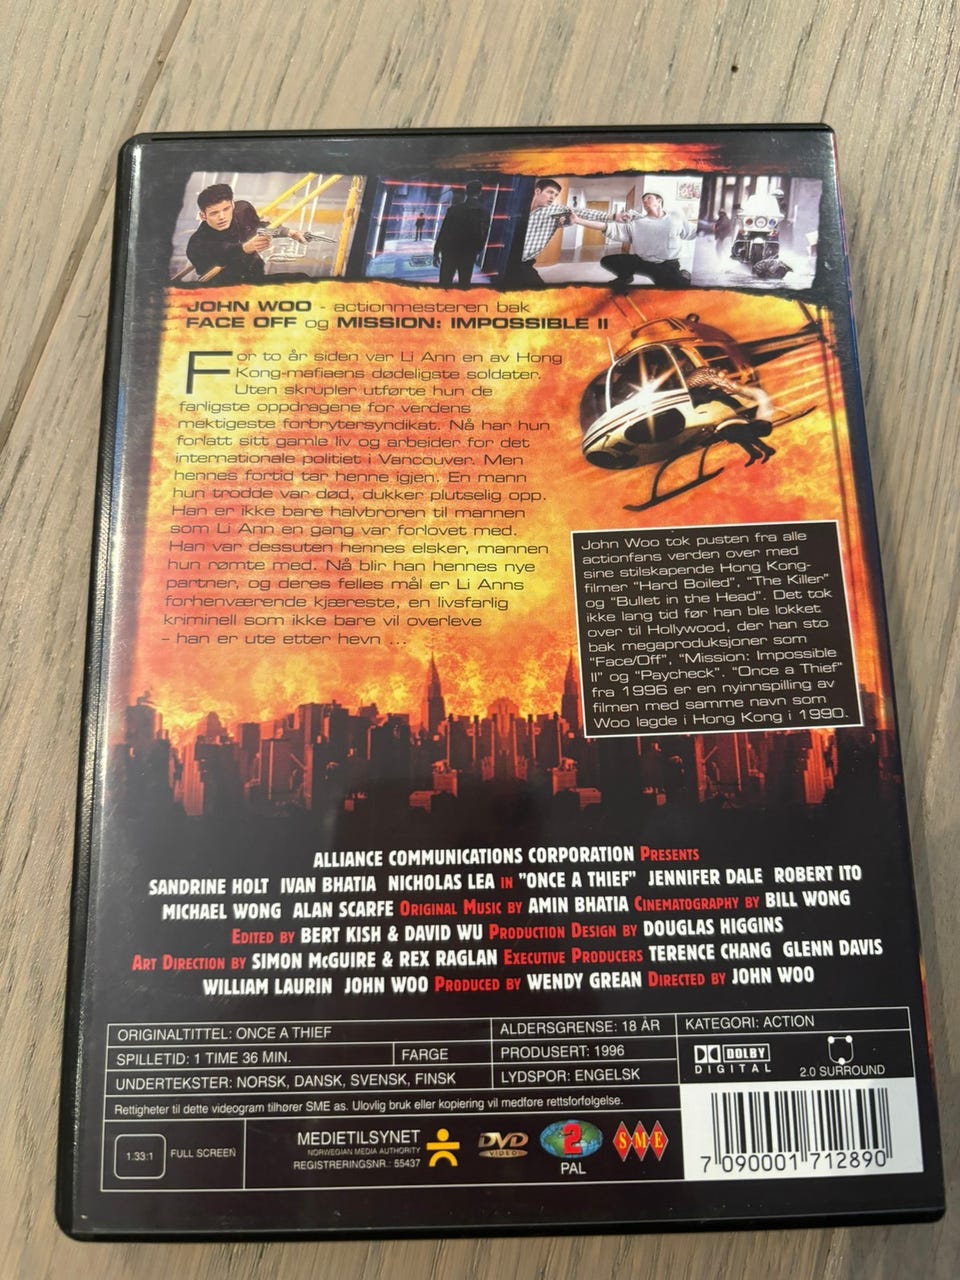 JOHN WOO - actionmesteren bak
FACE OFF og MISSION: IMPOSSIBLE II
For to år siden var Li Ann en av Hong
Kong-mafiaens dødeligste soldater.
Uten skrupler utførte hun de
farligste oppdragene for verdens
mektigeste forbrytersyndikat. Nå har hun
forlatt sitt gamle liv og arbeider for det
internationale politiet i Vancouver. Men
hennes fortid tar henne igjen. En mann
hun trodde var død, dukker plutselig opp.
Han er ikke bare halvbroren til mannen
som Li Ann en gang var forlovet med.
Han var dessuten hennes elsker, mannen
hun rømte med. Nå blir han hennes nye
partner, og deres felles mål er Li Anns
forhenværende kjæreste, en livsfarlig
kriminell som ikke bare vil overleve
– han er ute etter hevn ...
John Woo tok pusten fra alle
actionfans verden over med
sine stilskapende Hong Kong-
filmer "Hard Boiled", "The Killer"
og "Bullet in the Head". Det tok
ikke lang tid før han ble lokket
over til Hollywood, der han sto
bak megaproduksjoner som
"Face/Off", "Mission: Impossible
II" og "Paycheck". "Once a Thief"
fra 1996 er en nyinnspilling av
filmen med samme navn som
Woo lagde i Hong Kong i 1990.
ALLIANCE COMMUNICATIONS CORPORATION PRESENTS
SANDRINE HOLT IVAN BHATIA NICHOLAS LEA IN "ONCE A THIEF" JENNIFER DALE ROBERT ITO
MICHAEL WONG ALAN SCARFE ORIGINAL MUSIC BY AMIN BHATIA CINEMATOGRAPHY BY BILL WONG
EDITED BY BERT KISH & DAVID WU PRODUCTION DESIGN BY DOUGLAS HIGGINS
ART DIRECTION BY SIMON McGUIRE & REX RAGLAN EXECUTIVE PRODUCERS TERENCE CHANG GLENN DAVIS
WILLIAM LAURIN JOHN WOO PRODUCED BY WENDY GREAN DIRECTED BY JOHN WOO
ORIGINALTITTEL: ONCE A THIEF
ALDERSGRENSE: 18 ÅR
KATEGORI: ACTION
SPILLETID: 1 TIME 36 MIN.
FARGE
PRODUSERT: 1996
UNDERTEKSTER: NORSK, DANSK, SVENSK, FINSK
LYDSPOR: ENGELSK
DOLBY
DIGITAL
2.0 SURROUND
Rettigheter til dette videogram tilhører SME as. Ulovlig bruk eller kopiering vil medføre rettsforfølgelse.
1.33:1
FULL SCREEN
MEDIETILSYNET
NORWEGIAN MEDIA AUTHORITY
REGISTRERINGSNR.: 55437
DVD
VIDEO
2
PAL
SME
7 090001 712890